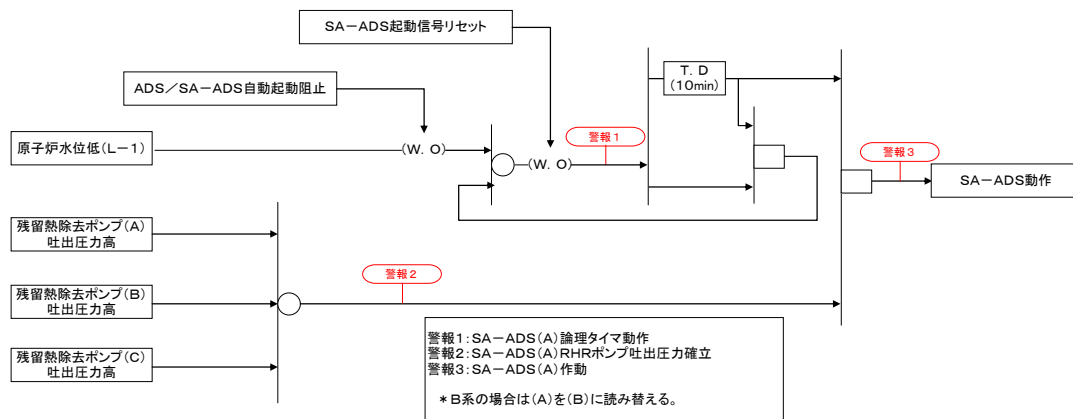 SA-ADS起動信号リセット
ADS/SA-ADS自動起動阻止
T.D
(10min)
警報1
原子炉水位低(L-1)
(W.O)
(W.O)
警報3
SA-ADS動作
残留熱除去ポンプ(A)
吐出圧力高
警報2
残留熱除去ポンプ(B)
吐出圧力高
残留熱除去ポンプ(C)
吐出圧力高
警報1:SA-ADS(A)論理タイマ動作
警報2:SA-ADS(A)RHRポンプ吐出圧力確立
警報3:SA-ADS(A)作動
*B系の場合は(A)を(B)に読み替える。